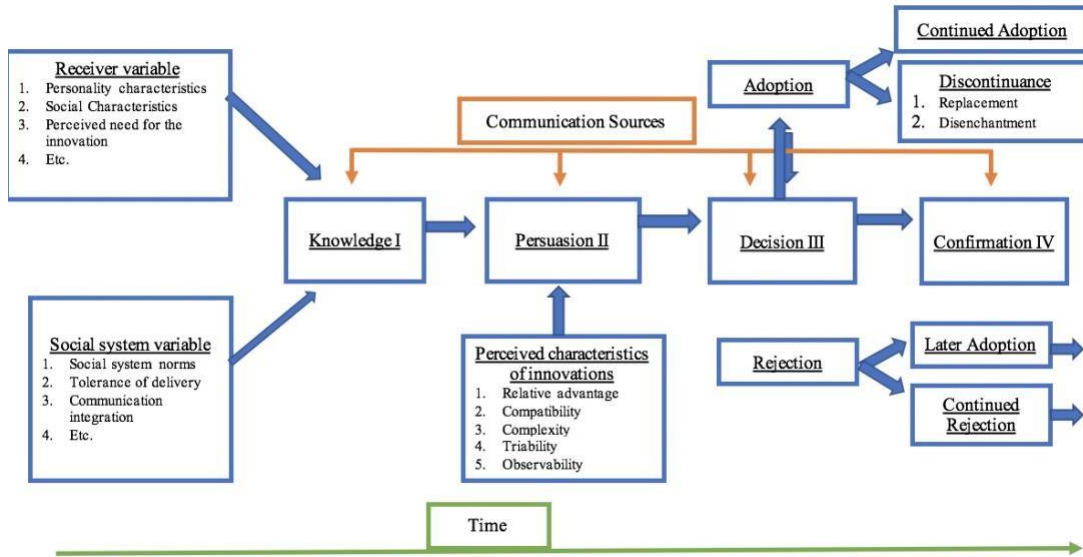 Continued Adoption
Receiver variable
1. Personality characteristics
2. Social Characteristics
3. Perceived need for the
innovation
4. Etc.
Adoption
Discontinuance
1. Replacement
2. Disenchantment
Communication Sources
Knowledge I
Persuasion II
Decision III
Confirmation IV
Social system variable
1. Social system norms
2. Tolerance of delivery
3. Communication
integration
4. Etc.
Perceived characteristics
of innovations
1. Relative advantage
2. Compatibility
3. Complexity
4. Triability
5. Observability
Rejection
Later Adoption
Continued
Rejection
Time